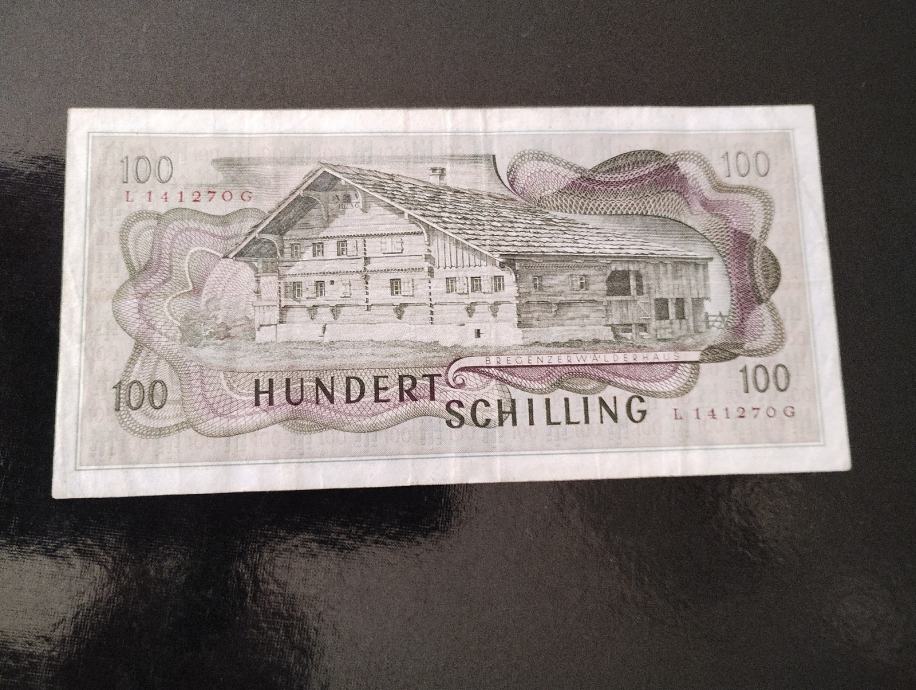 100
100
L 141270 G
BREGENZERWÄLDERHAUS
100
100
HUNDERT
SCHILLING
L 141270 G